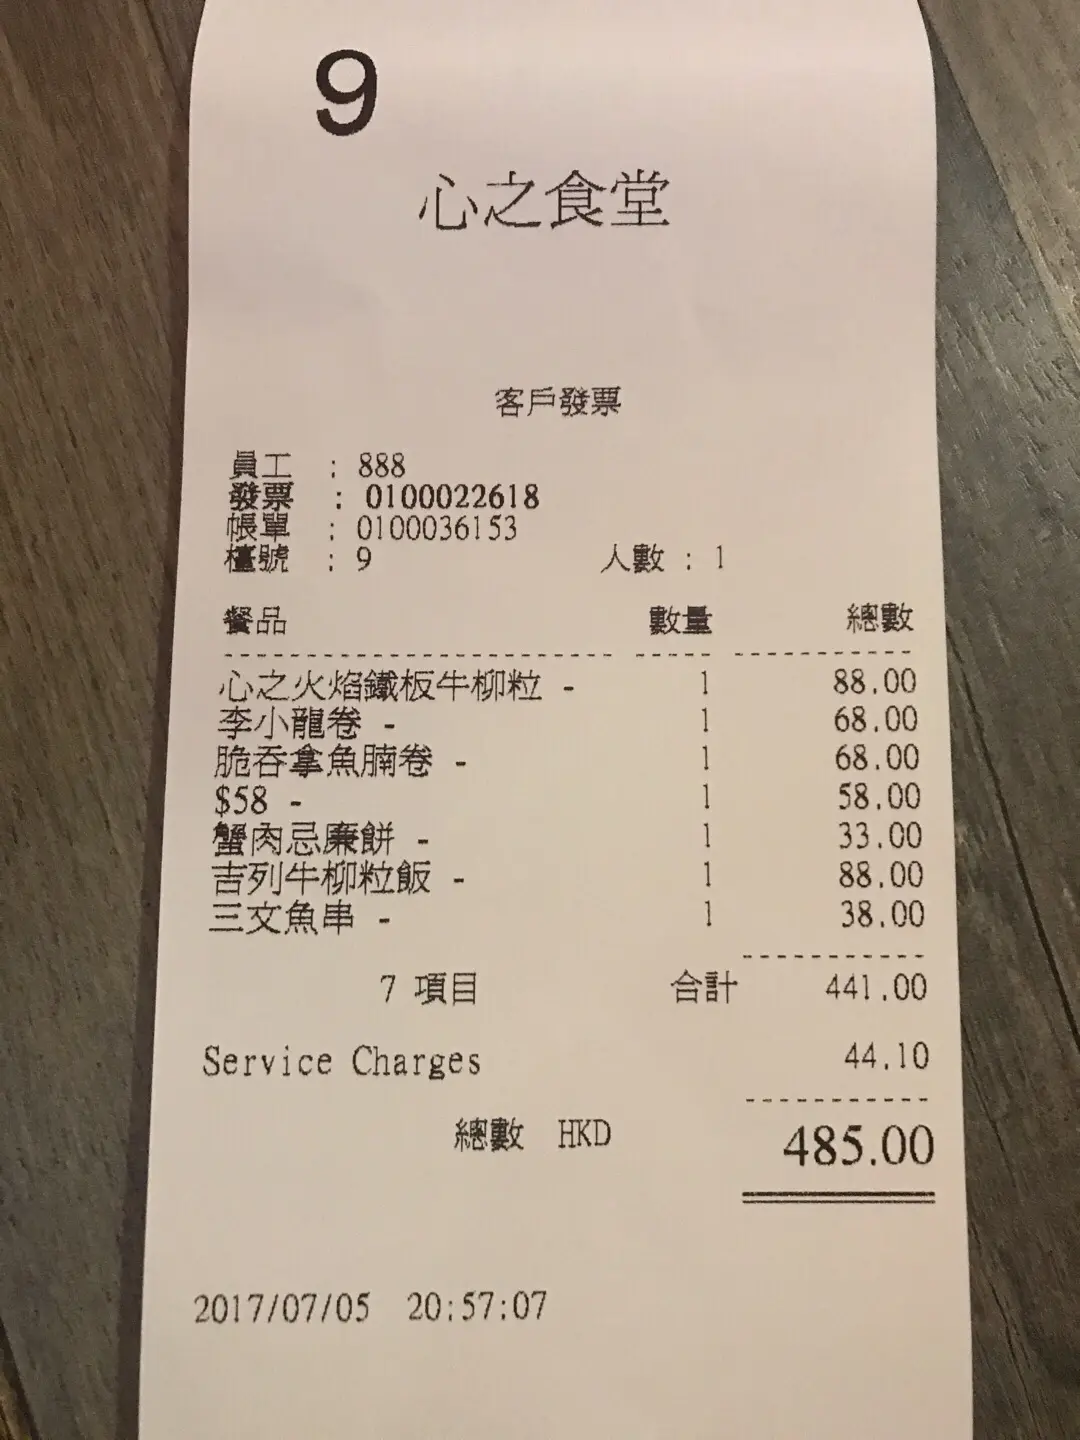 9
心之食堂
客戶發票
員工 : 888
發票 : 0100022618
帳單 : 0100036153
檯號 : 9 人數 : 1
餐品 數量 總數
心之火焰鐵板牛柳粒 - 1 88.00
李小龍卷 - 1 68.00
脆吞拿魚腩卷 - 1 68.00
$58 - 1 58.00
蟹肉忌廉餅 - 1 33.00
吉列牛柳粒飯 - 1 88.00
三文魚串 - 1 38.00
7 項目 合計 441.00
Service Charges 44.10
總數 HKD 485.00
2017/07/05 20:57:07